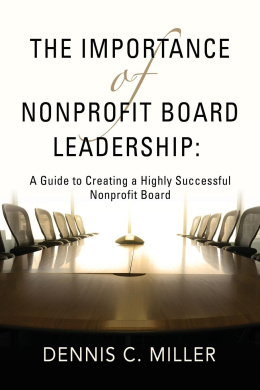 THE IMPORTANCE
of
NONPROFIT BOARD
LEADERSHIP:
A Guide to Creating a Highly Successful
Nonprofit Board
DENNIS C. MILLER